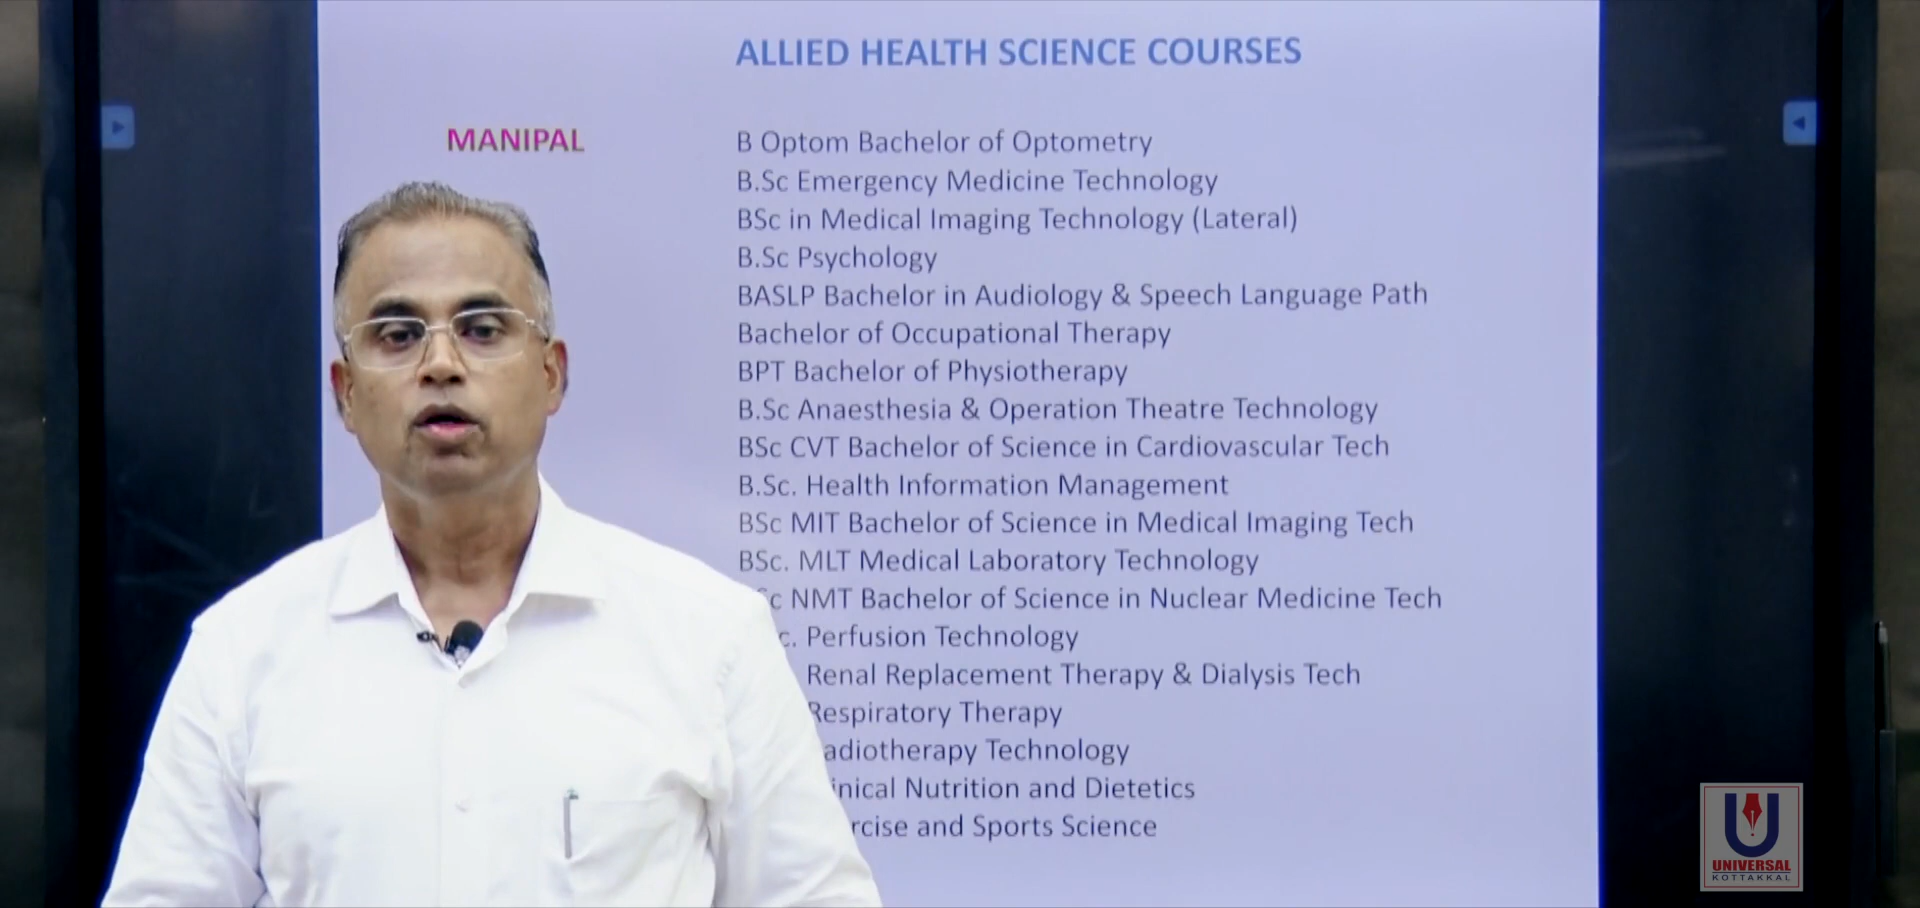 ALLIED HEALTH SCIENCE COURSES
MANIPAL
B Optom Bachelor of Optometry
B.Sc Emergency Medicine Technology
BSc in Medical Imaging Technology (Lateral)
B.Sc Psychology
BASLP Bachelor in Audiology & Speech Language Path
Bachelor of Occupational Therapy
BPT Bachelor of Physiotherapy
B.Sc Anaesthesia & Operation Theatre Technology
BSc CVT Bachelor of Science in Cardiovascular Tech
B.Sc. Health Information Management
BSc MIT Bachelor of Science in Medical Imaging Tech
BSc. MLT Medical Laboratory Technology
NMT Bachelor of Science in Nuclear Medicine Tech
Perfusion Technology
Renal Replacement Therapy & Dialysis Tech
Respiratory Therapy
Technology
Nutrition and Dietetics
and Sports Science
UNIVERSAL
KOTTAKKAL